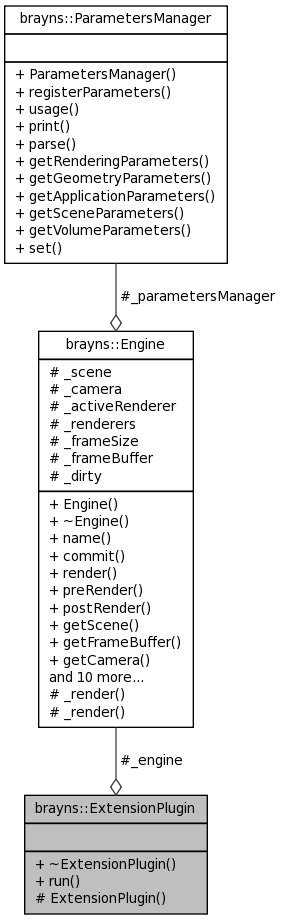 brayns::ParametersManager
+ ParametersManager()
+ registerParameters()
+ usage()
+ print()
+ parse()
+ getRenderingParameters()
+ getGeometryParameters()
+ getApplicationParameters()
+ getSceneParameters()
+ getVolumeParameters()
+ set()
#_parametersManager
brayns::Engine
# _scene
# _camera
# _activeRenderer
# _renderers
# _frameSize
# _frameBuffer
# _dirty
+ Engine()
+ ~Engine()
+ name()
+ commit()
+ render()
+ preRender()
+ postRender()
+ getScene()
+ getFrameBuffer()
+ getCamera()
and 10 more...
# _render()
# _render()
#_engine
brayns::ExtensionPlugin
+ ~ExtensionPlugin()
+ run()
# ExtensionPlugin()